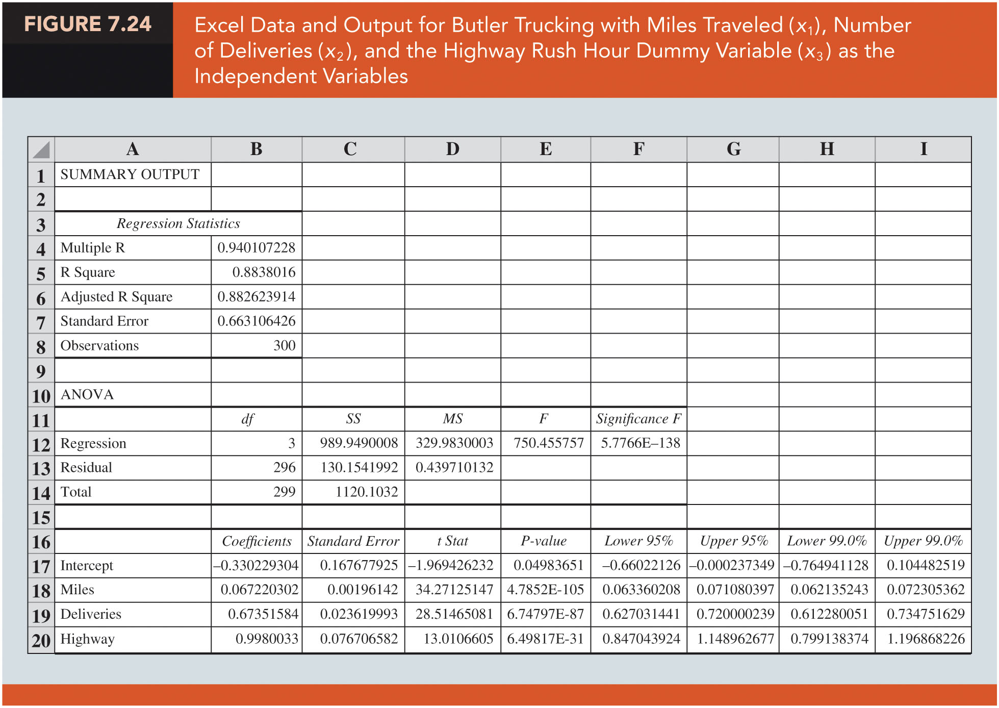 FIGURE 7.24
Excel Data and Output for Butler Trucking with Miles Traveled (x₁), Number
of Deliveries (x₂), and the Highway Rush Hour Dummy Variable (x₃) as the
Independent Variables
A B C D E F G H I
1 SUMMARY OUTPUT
2
3 Regression Statistics
4 Multiple R 0.940107228
5 R Square 0.8838016
6 Adjusted R Square 0.882623914
7 Standard Error 0.663106426
8 Observations 300
9
10 ANOVA
11 df SS MS F Significance F
12 Regression 3 989.9490008 329.9830003 750.455757 5.7766E–138
13 Residual 296 130.1541992 0.439710132
14 Total 299 1120.1032
15
16 Coefficients Standard Error t Stat P-value Lower 95% Upper 95% Lower 99.0% Upper 99.0%
17 Intercept –0.330229304 0.167677925 –1.969426232 0.04983651 –0.66022126 –0.000237349 –0.764941128 0.104482519
18 Miles 0.067220302 0.00196142 34.27125147 4.7852E-105 0.063360208 0.071080397 0.062135243 0.072305362
19 Deliveries 0.67351584 0.023619993 28.51465081 6.74797E-87 0.627031441 0.720000239 0.612280051 0.734751629
20 Highway 0.9980033 0.076706582 13.0106605 6.49817E-31 0.847043924 1.148962677 0.799138374 1.196868226